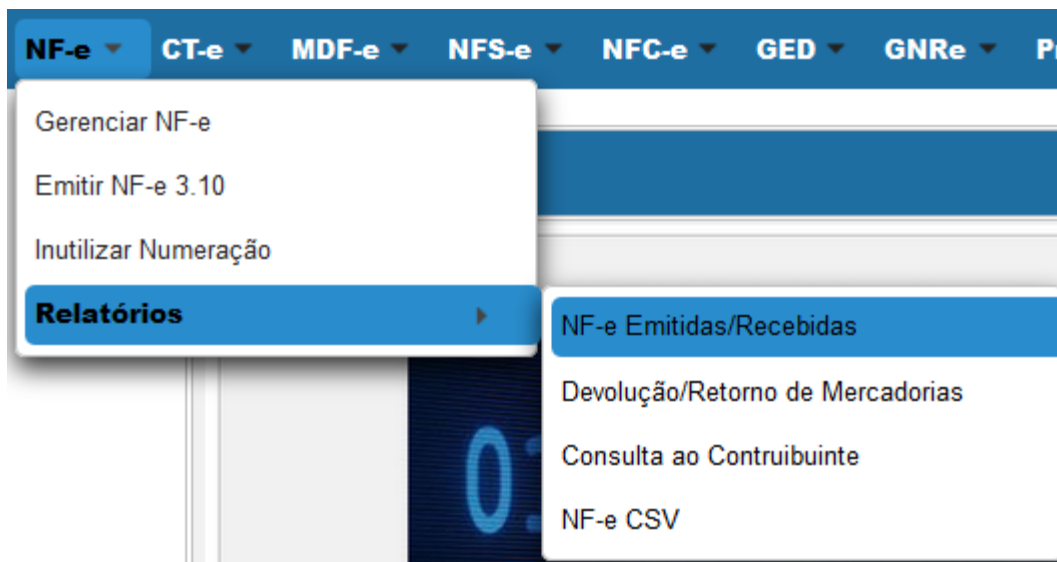 NF-e CT-e MDF-e NFS-e NFC-e GED GNRe
Gerenciar NF-e
Emitir NF-e 3.10
Inutilizar Numeração
Relatórios
NF-e Emitidas/Recebidas
Devolução/Retorno de Mercadorias
Consulta ao Contruibuinte
NF-e CSV